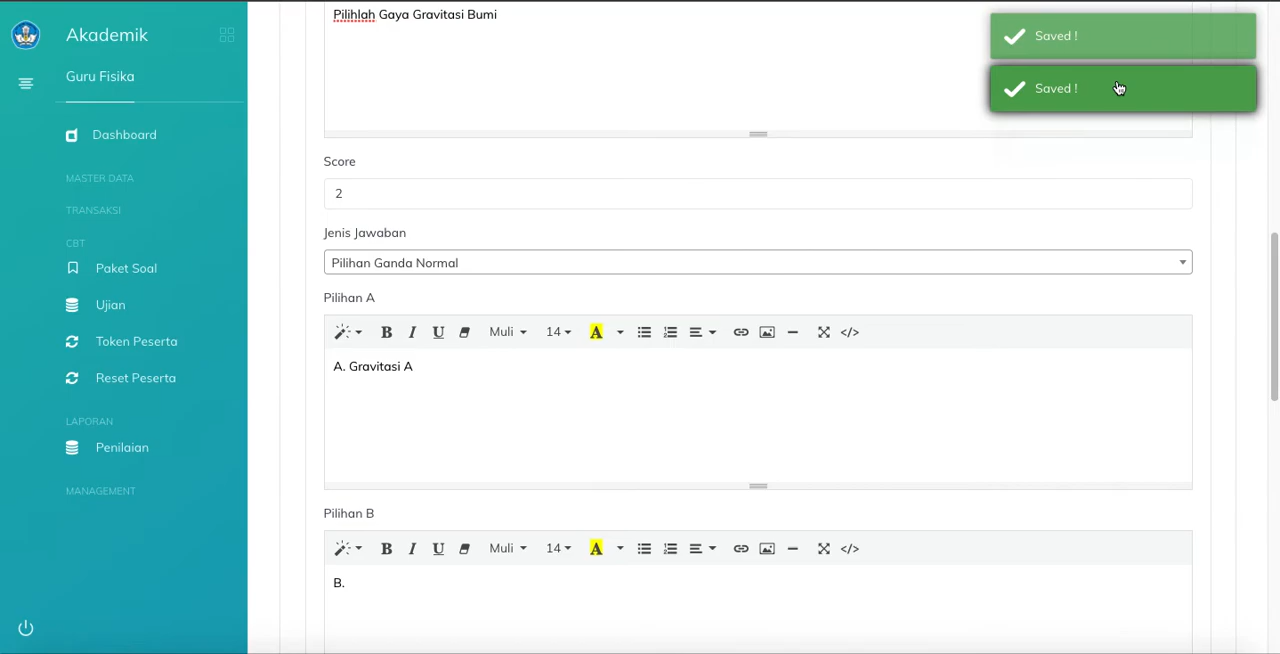 Akademik
Guru Fisika
Dashboard
MASTER DATA
TRANSAKSI
CBT
Paket Soal
Ujian
Token Peserta
Reset Peserta
LAPORAN
Penilaian
MANAGEMENT
Pilihlah Gaya Gravitasi Bumi
Saved !
Saved !
Score
2
Jenis Jawaban
Pilihan Ganda Normal
Pilihan A
B I U Muli 14 A </>
A. Gravitasi A
Pilihan B
B I U Muli 14 A </>
B.